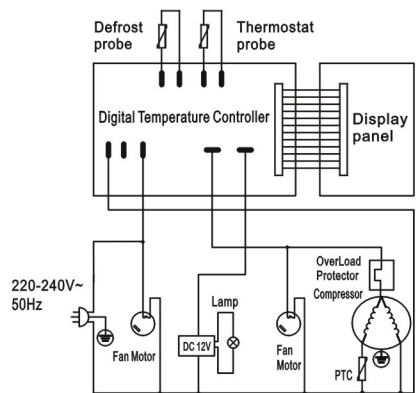 Defrost
probe
Thermostat
probe
Digital Temperature Controller
Display
panel
220-240V~
50Hz
Fan Motor
DC 12V
Lamp
Fan
Motor
OverLoad
Protector
Compressor
PTC